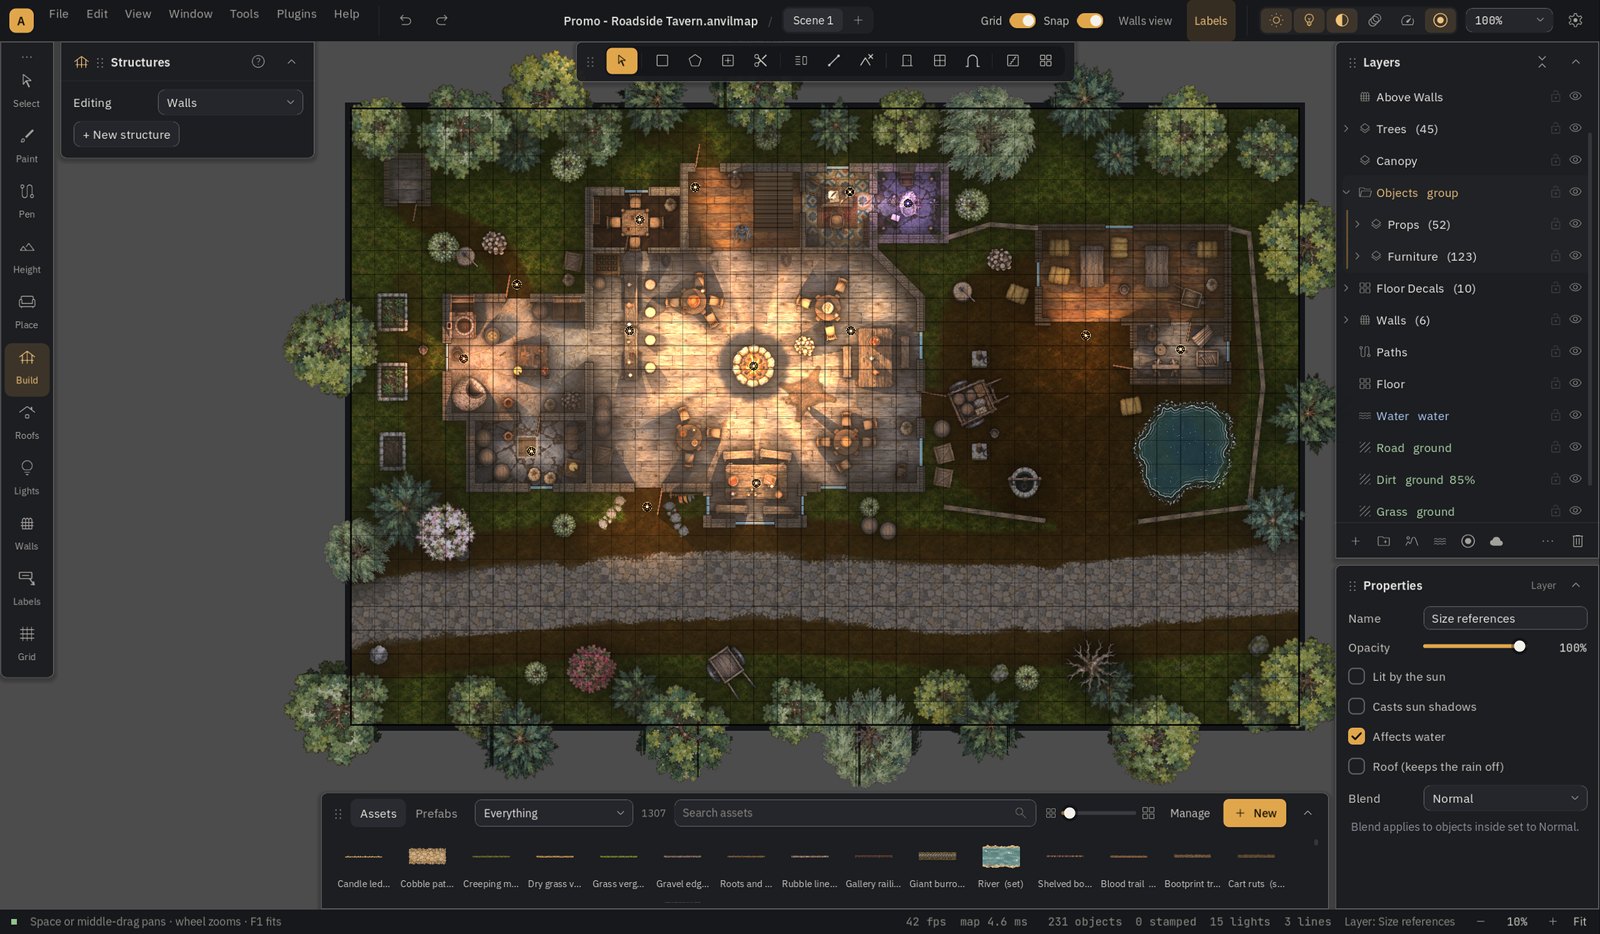 A File Edit View Window Tools Plugins Help Promo - Roadside Tavern.anvilmap / Scene 1 + Grid Snap Walls view Labels 100%
Structures ?
Editing Walls
+ New structure
Select
Paint
Pen
Height
Place
Build
Roofs
Lights
Walls
Labels
Grid
Layers
Above Walls
Trees (45)
Canopy
Objects group
Props (52)
Furniture (123)
Floor Decals (10)
Walls (6)
Paths
Floor
Water water
Road ground
Dirt ground 85%
Grass ground
Properties Layer
Name Size references
Opacity 100%
Lit by the sun
Casts sun shadows
Affects water
Roof (keeps the rain off)
Blend Normal
Blend applies to objects inside set to Normal.
Assets Prefabs Everything 1307 Search assets Manage + New
Candle led... Cobble pat... Creeping m... Dry grass v... Grass verg... Gravel edg... Roots and ... Rubble line... Gallery raili... Giant burro... River (set) Shelved bo... Blood trail ... Bootprint tr... Cart ruts (s...
Space or middle-drag pans · wheel zooms · F1 fits 42 fps map 4.6 ms 231 objects 0 stamped 15 lights 3 lines Layer: Size references − 10% + Fit